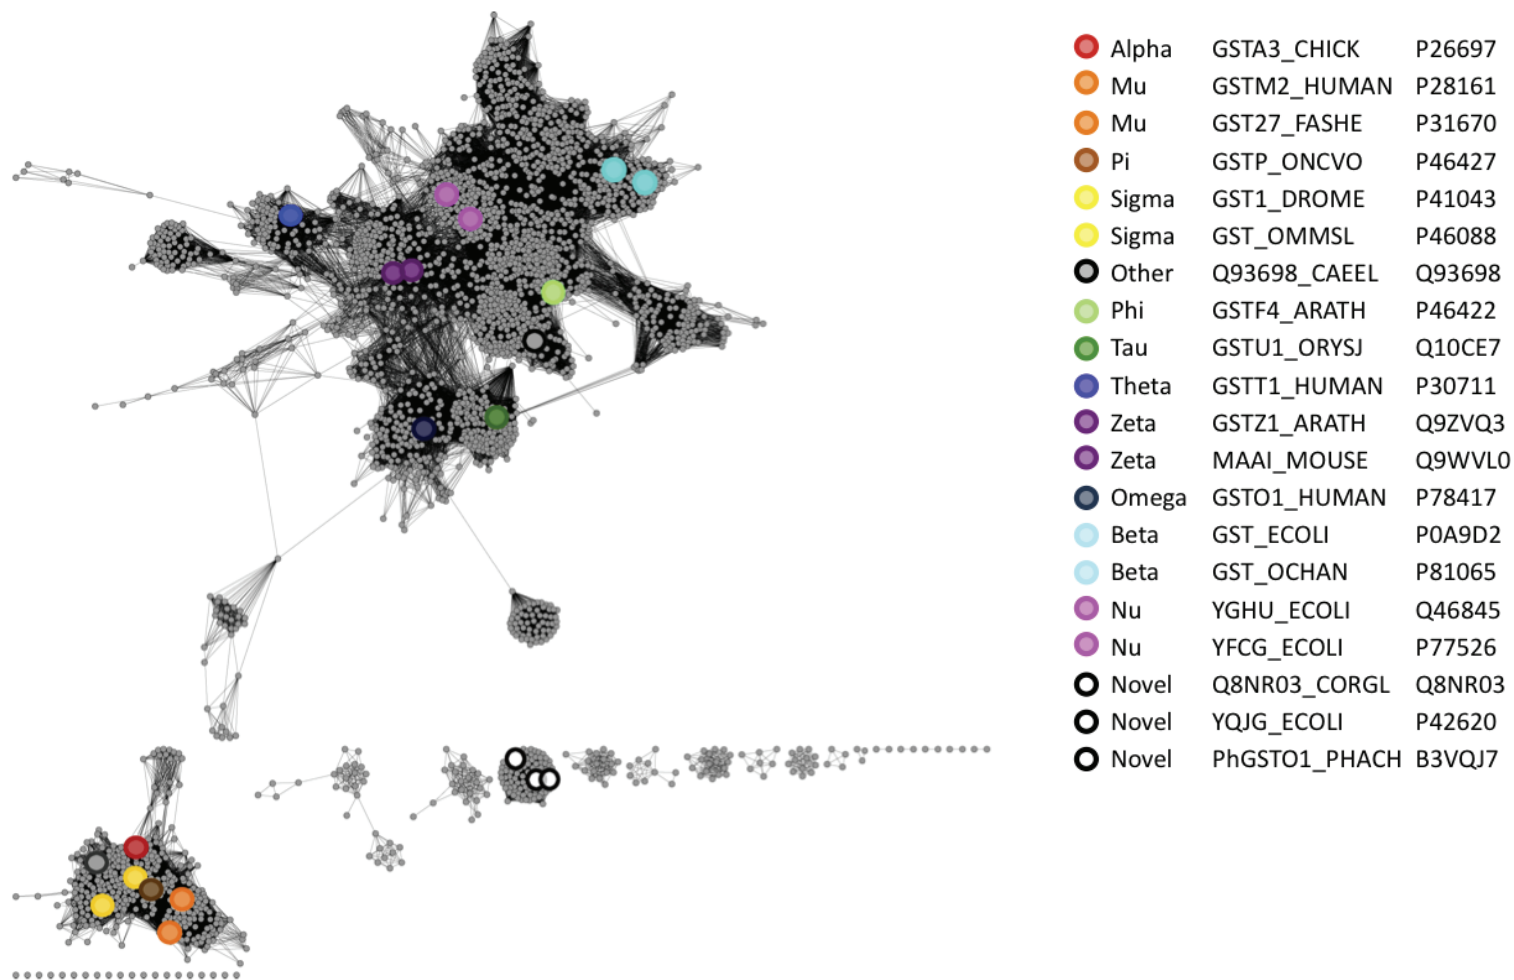 Alpha GSTA3_CHICK P26697
Mu GSTM2_HUMAN P28161
Mu GST27_FASHE P31670
Pi GSTP_ONCVO P46427
Sigma GST1_DROME P41043
Sigma GST_OMMSL P46088
Other Q93698_CAEEL Q93698
Phi GSTF4_ARATH P46422
Tau GSTU1_ORYSJ Q10CE7
Theta GSTT1_HUMAN P30711
Zeta GSTZ1_ARATH Q9ZVQ3
Zeta MAAI_MOUSE Q9WVL0
Omega GSTO1_HUMAN P78417
Beta GST_ECOLI P0A9D2
Beta GST_OCHAN P81065
Nu YGHU_ECOLI Q46845
Nu YFCG_ECOLI P77526
Novel Q8NR03_CORGL Q8NR03
Novel YQJG_ECOLI P42620
Novel PhGSTO1_PHACH B3VQJ7